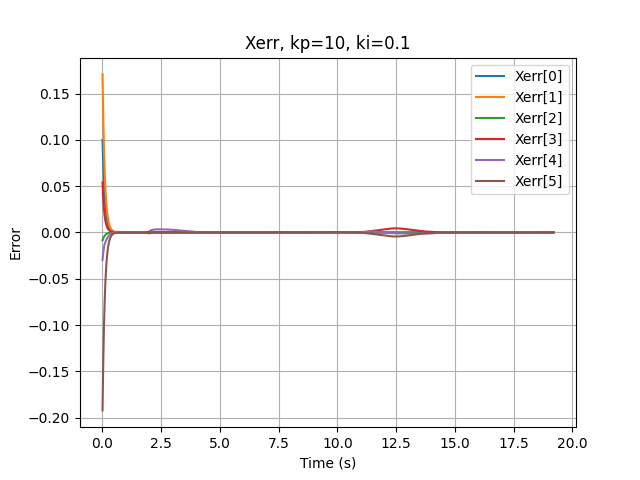 Xerr, kp=10, ki=0.1
Xerr[0]
Xerr[1]
Xerr[2]
Xerr[3]
Xerr[4]
Xerr[5]
0.15
0.10
0.05
0.00
−0.05
−0.10
−0.15
−0.20
Error
0.0 2.5 5.0 7.5 10.0 12.5 15.0 17.5 20.0
Time (s)